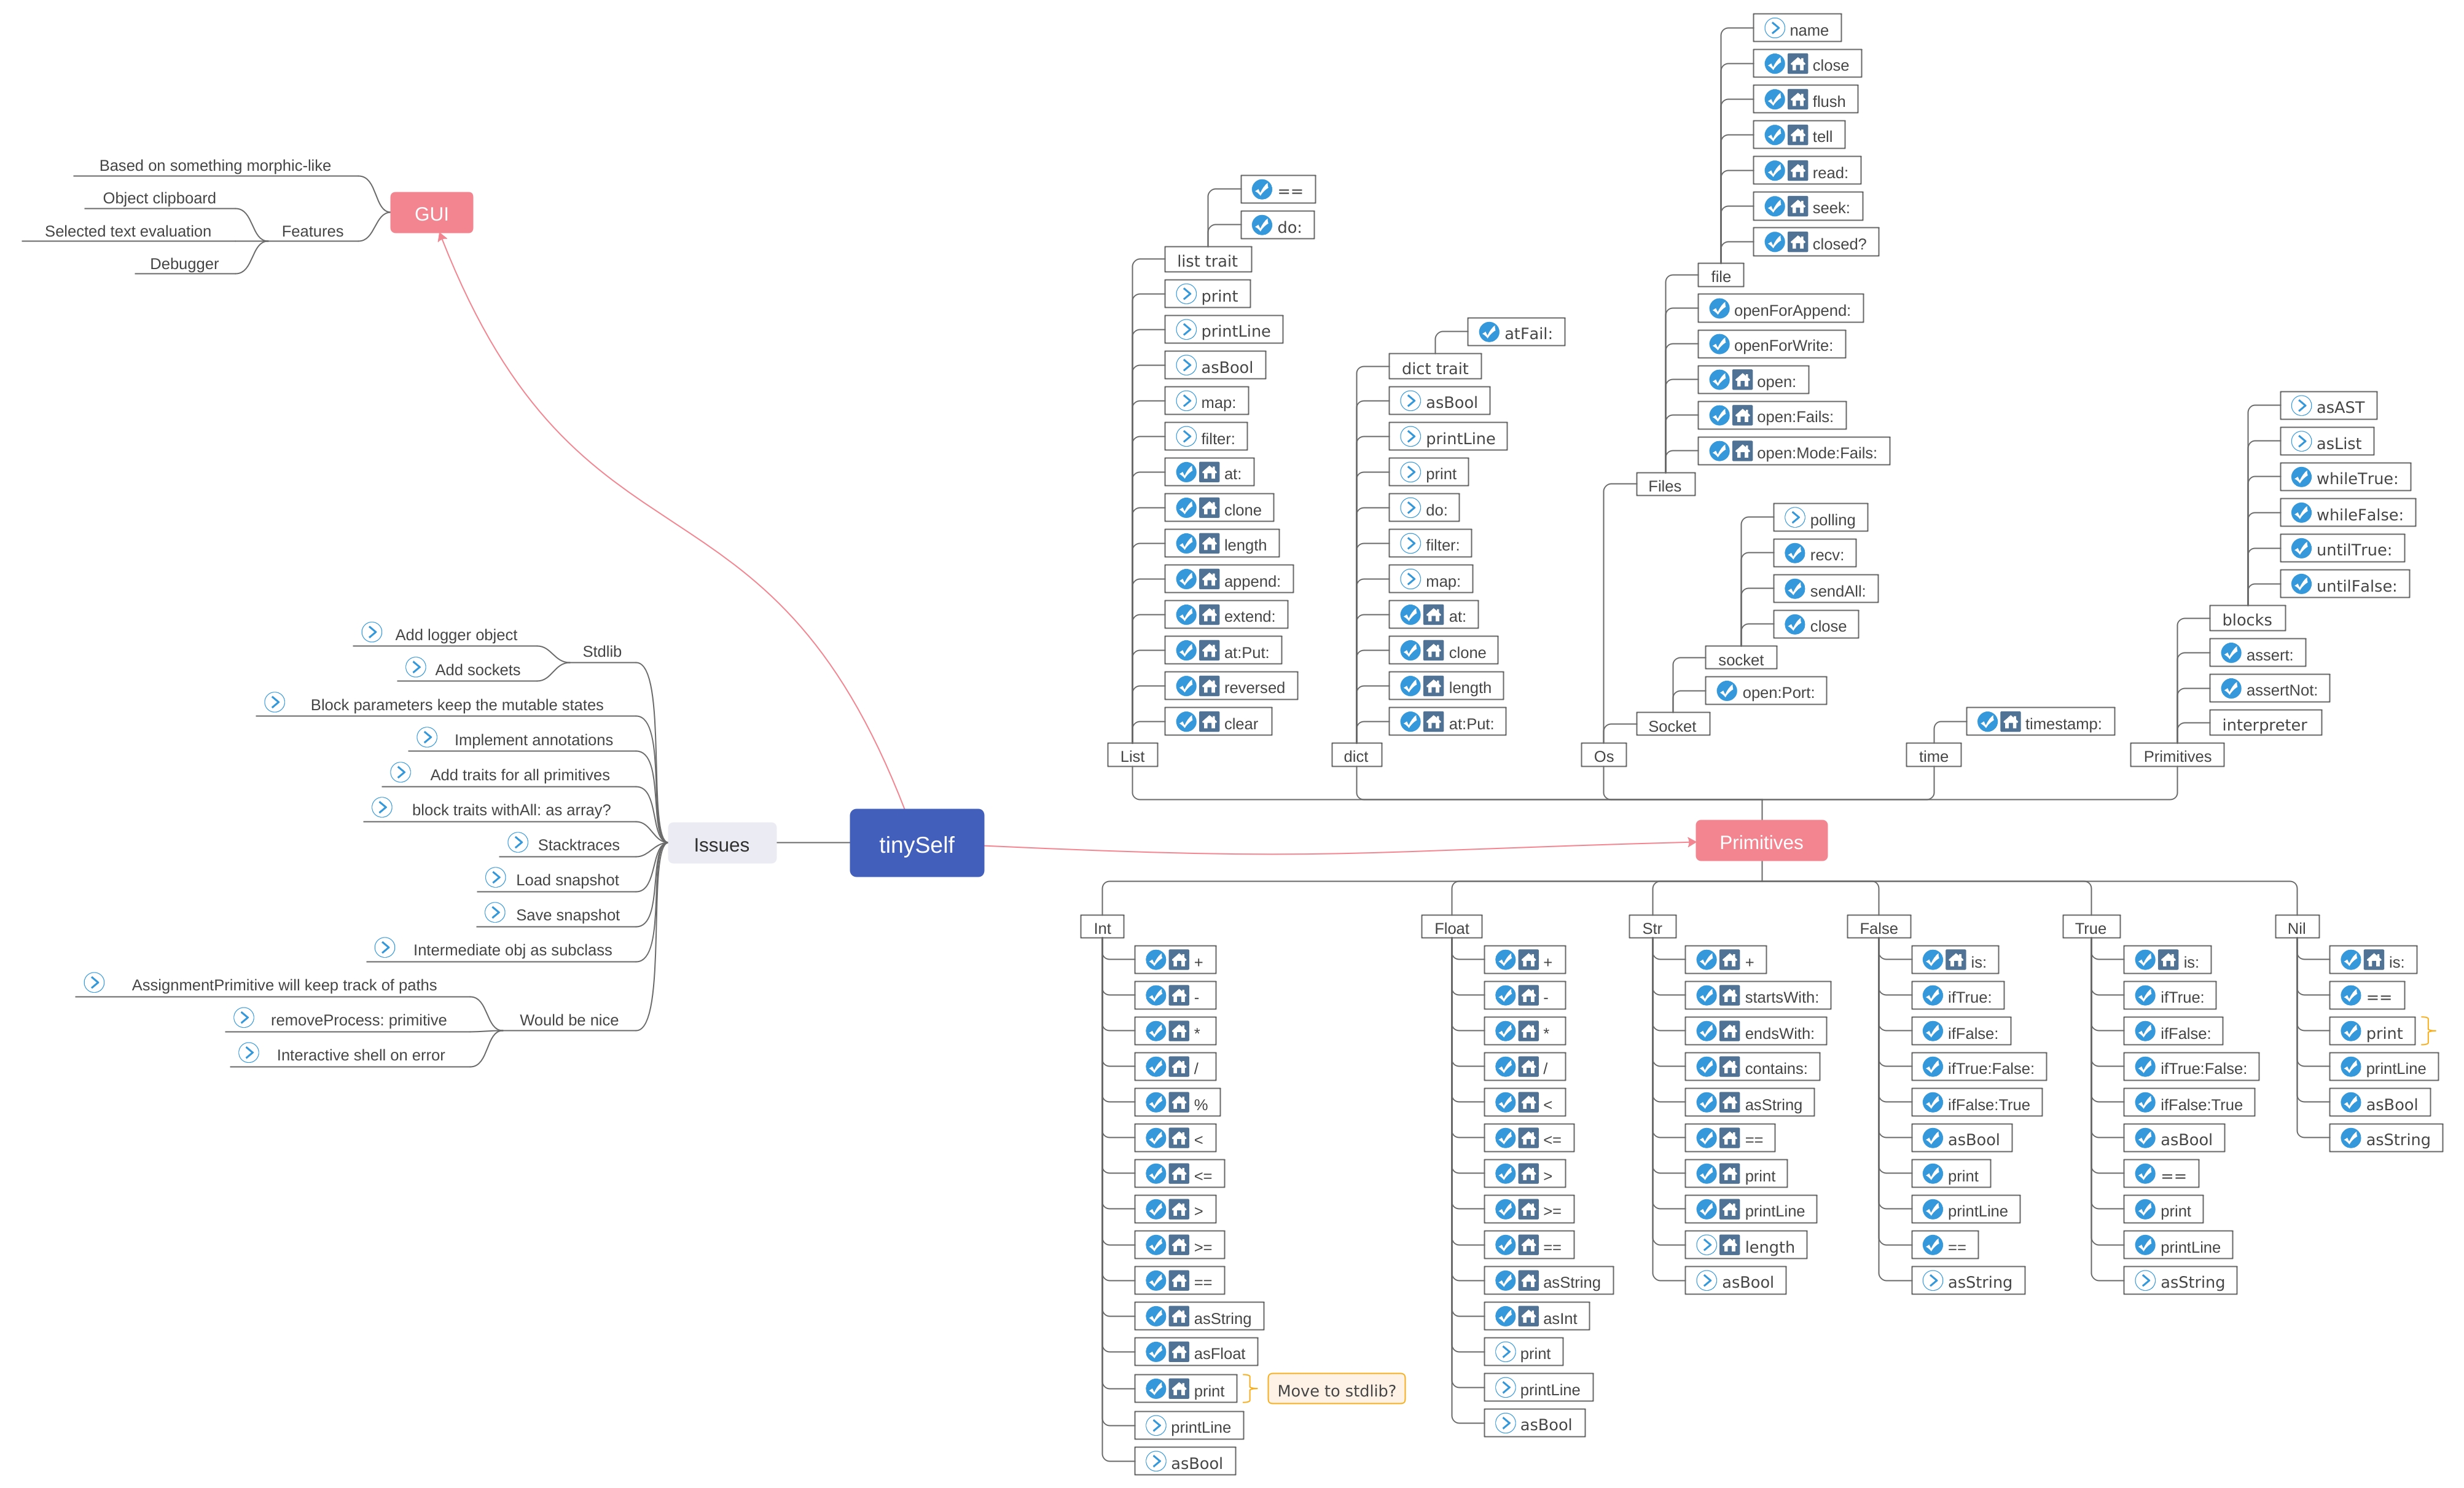 tinySelf
GUI
Based on something morphic-like
Features
Object clipboard
Selected text evaluation
Debugger
Issues
Stdlib
Add logger object
Add sockets
Block parameters keep the mutable states
Implement annotations
Add traits for all primitives
block traits withAll: as array?
Stacktraces
Load snapshot
Save snapshot
Intermediate obj as subclass
Would be nice
AssignmentPrimitive will keep track of paths
removeProcess: primitive
Interactive shell on error
Primitives
List
list trait
==
do:
print
printLine
asBool
map:
filter:
at:
clone
length
append:
extend:
at:Put:
reversed
clear
dict
dict trait
atFail:
asBool
printLine
print
do:
filter:
map:
at:
clone
length
at:Put:
Os
Files
file
name
close
flush
tell
read:
seek:
closed?
openForAppend:
openForWrite:
open:
open:Fails:
open:Mode:Fails:
Socket
socket
polling
recv:
sendAll:
close
open:Port:
time
timestamp:
Primitives
blocks
asAST
asList
whileTrue:
whileFalse:
untilTrue:
untilFalse:
assert:
assertNot:
interpreter
Int
+
-
*
/
%
<
<=
>
>=
==
asString
asFloat
print
Move to stdlib?
printLine
asBool
Float
+
-
*
/
<
<=
>
>=
==
asString
asInt
print
printLine
asBool
Str
+
startsWith:
endsWith:
contains:
asString
==
print
printLine
length
asBool
False
is:
ifTrue:
ifFalse:
ifTrue:False:
ifFalse:True
asBool
print
printLine
==
asString
True
is:
ifTrue:
ifFalse:
ifTrue:False:
ifFalse:True
asBool
==
print
printLine
asString
Nil
is:
==
print
printLine
asBool
asString